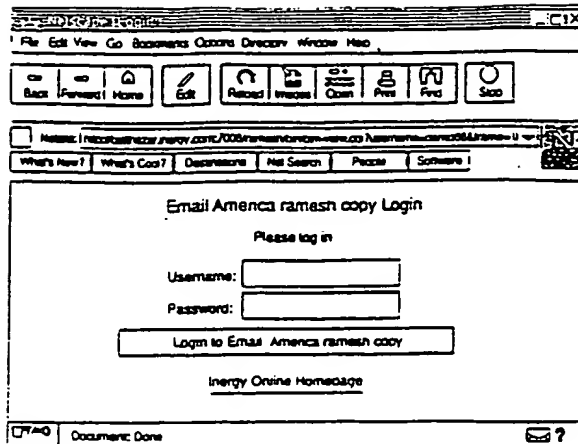 File Edit View Go Bookmarks Options Directory Window Help
Back Forward Home Edit Reload Images Open Print Find Stop
What's New? What's Cool? Destinations Net Search People Software
Email America ramesh copy Login
Please log in
Username:
Password:
Login to Email America ramesh copy
Inergy Online Homepage
Document: Done
?